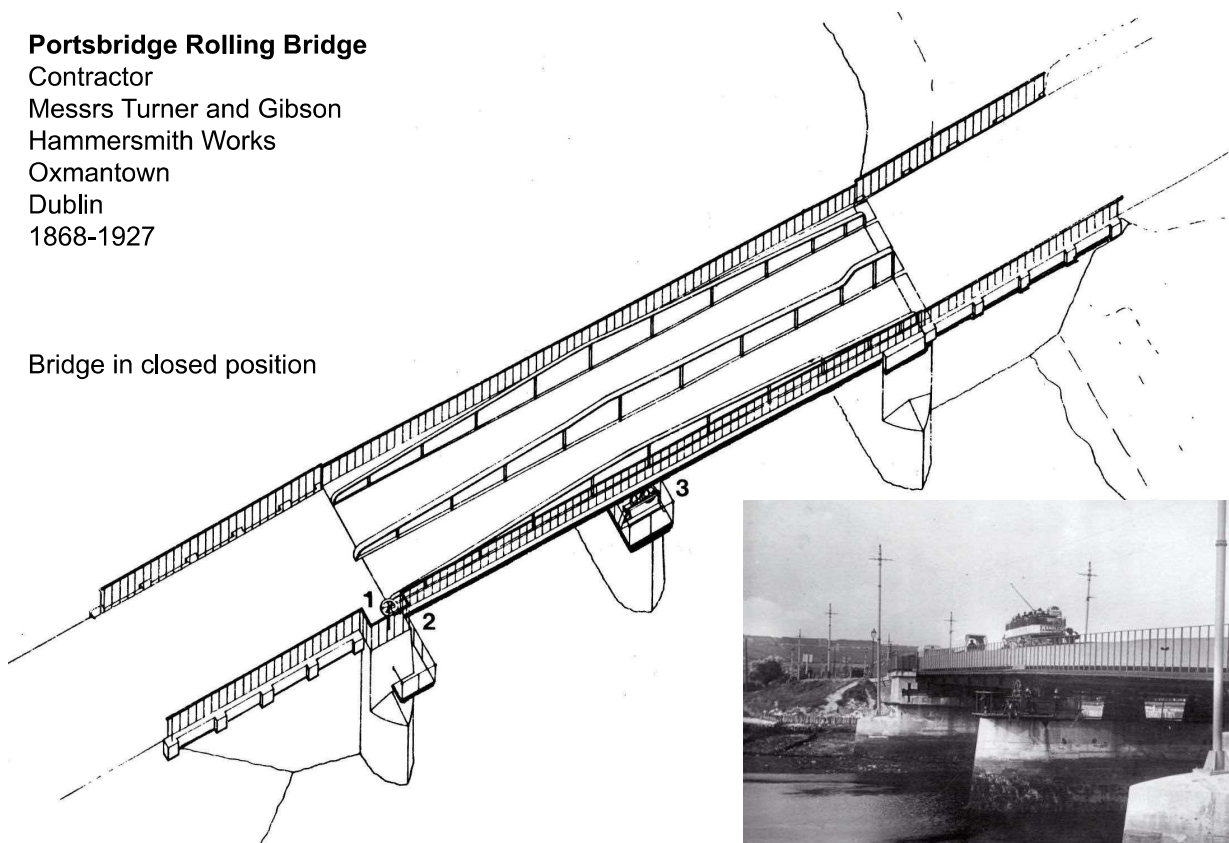 Portsbridge Rolling Bridge
Contractor
Messrs Turner and Gibson
Hammersmith Works
Oxmantown
Dublin
1868-1927
Bridge in closed position
3
1
2